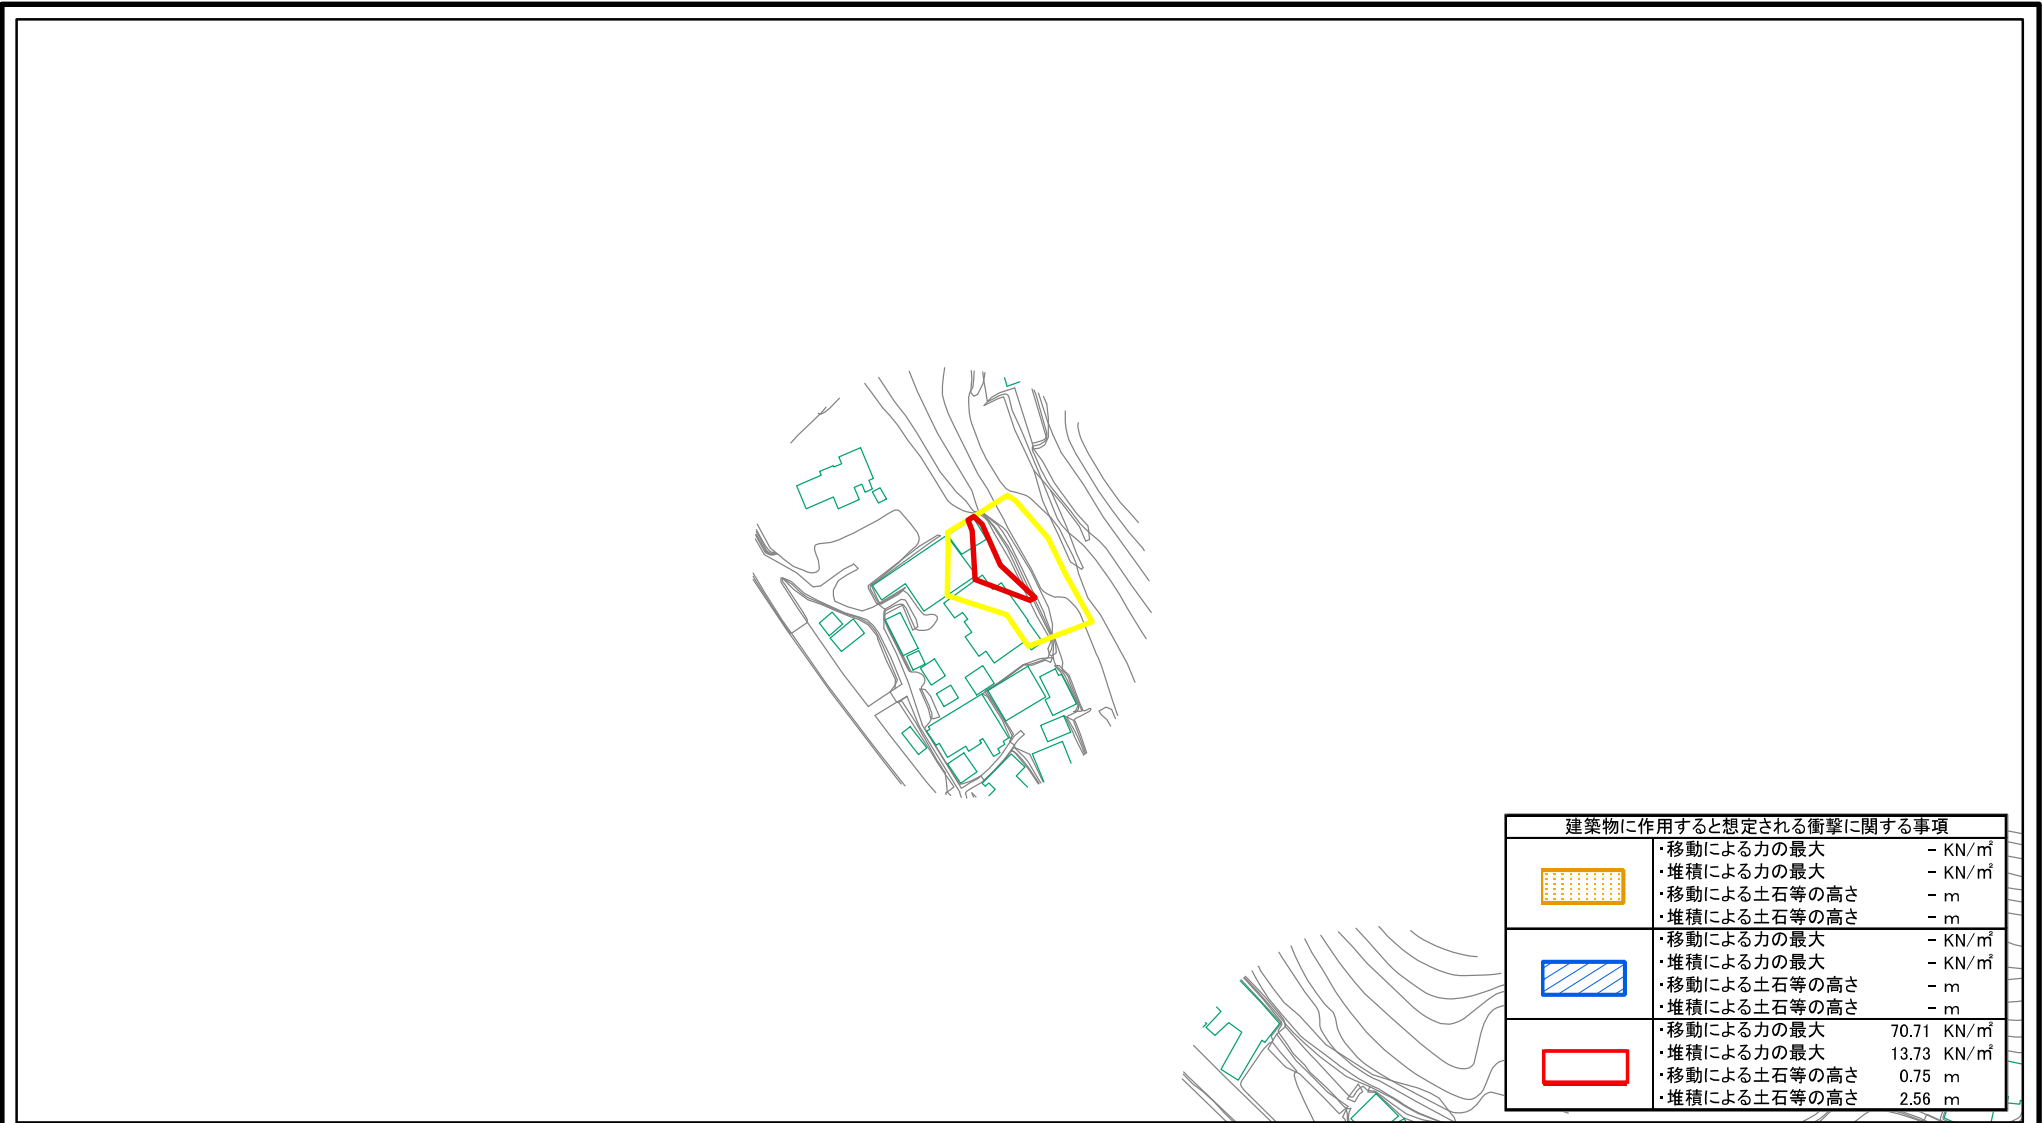 建築物に作用すると想定される衝撃に関する事項
・移動による力の最大 - KN/㎡
・堆積による力の最大 - KN/㎡
・移動による土石等の高さ - m
・堆積による土石等の高さ - m
・移動による力の最大 - KN/㎡
・堆積による力の最大 - KN/㎡
・移動による土石等の高さ - m
・堆積による土石等の高さ - m
・移動による力の最大 70.71 KN/㎡
・堆積による力の最大 13.73 KN/㎡
・移動による土石等の高さ 0.75 m
・堆積による土石等の高さ 2.56 m